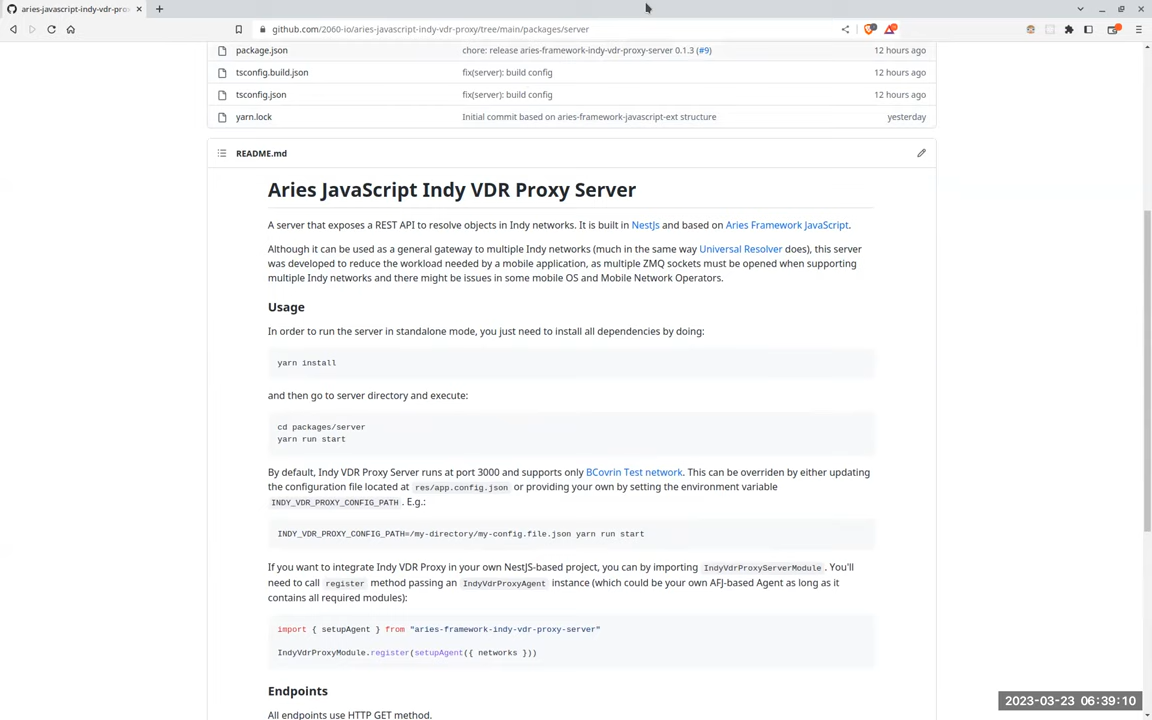 aries-javascript-indy-vdr-pro
github.com/2060-io/aries-javascript-indy-vdr-proxy/tree/main/packages/server
package.json chore: release aries-framework-indy-vdr-proxy-server 0.1.3 (#9) 12 hours ago
tsconfig.build.json fix(server): build config 12 hours ago
tsconfig.json fix(server): build config 12 hours ago
yarn.lock Initial commit based on aries-framework-javascript-ext structure yesterday
README.md
Aries JavaScript Indy VDR Proxy Server
A server that exposes a REST API to resolve objects in Indy networks. It is built in NestJs and based on Aries Framework JavaScript.
Although it can be used as a general gateway to multiple Indy networks (much in the same way Universal Resolver does), this server
was developed to reduce the workload needed by a mobile application, as multiple ZMQ sockets must be opened when supporting
multiple Indy networks and there might be issues in some mobile OS and Mobile Network Operators.
Usage
In order to run the server in standalone mode, you just need to install all dependencies by doing:
yarn install
and then go to server directory and execute:
cd packages/server
yarn run start
By default, Indy VDR Proxy Server runs at port 3000 and supports only BCovrin Test network. This can be overriden by either updating
the configuration file located at res/app.config.json or providing your own by setting the environment variable
INDY_VDR_PROXY_CONFIG_PATH. E.g.:
INDY_VDR_PROXY_CONFIG_PATH=/my-directory/my-config.file.json yarn run start
If you want to integrate Indy VDR Proxy in your own NestJS-based project, you can by importing IndyVdrProxyServerModule. You'll
need to call register method passing an IndyVdrProxyAgent instance (which could be your own AFJ-based Agent as long as it
contains all required modules):
import { setupAgent } from "aries-framework-indy-vdr-proxy-server"
IndyVdrProxyModule.register(setupAgent({ networks }))
Endpoints
All endpoints use HTTP GET method.
2023-03-23 06:39:10